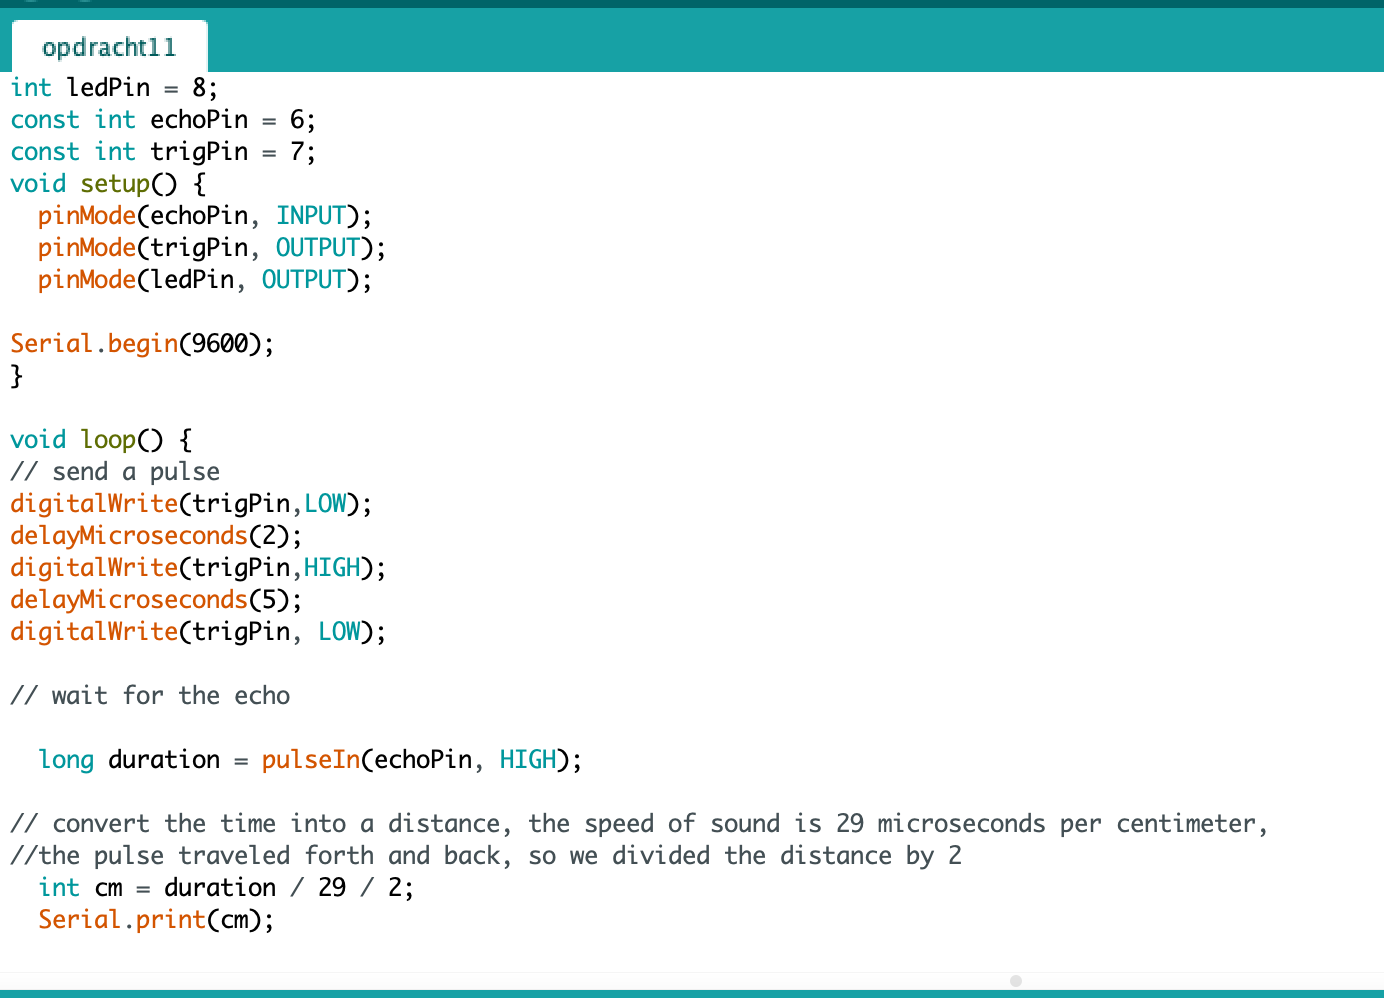 opdracht11
int ledPin = 8;
const int echoPin = 6;
const int trigPin = 7;
void setup() {
  pinMode(echoPin, INPUT);
  pinMode(trigPin, OUTPUT);
  pinMode(ledPin, OUTPUT);

Serial.begin(9600);
}

void loop() {
// send a pulse
digitalWrite(trigPin,LOW);
delayMicroseconds(2);
digitalWrite(trigPin,HIGH);
delayMicroseconds(5);
digitalWrite(trigPin, LOW);

// wait for the echo

  long duration = pulseIn(echoPin, HIGH);

// convert the time into a distance, the speed of sound is 29 microseconds per centimeter,
//the pulse traveled forth and back, so we divided the distance by 2
  int cm = duration / 29 / 2;
  Serial.print(cm);